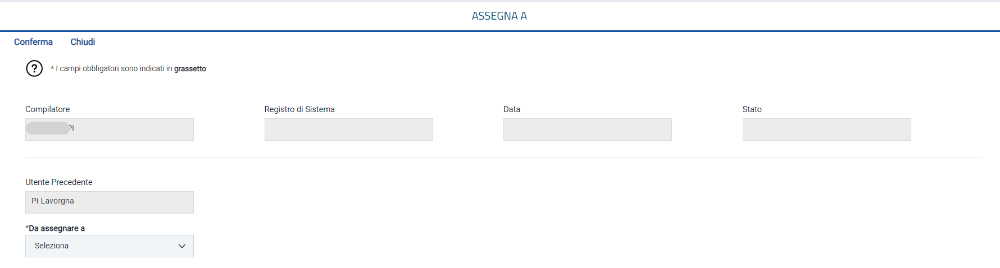 ASSEGNA A
Conferma Chiudi
* I campi obbligatori sono indicati in grassetto
Compilatore Registro di Sistema Data Stato
Pi
Utente Precedente
Pi Lavorgna
*Da assegnare a
Seleziona